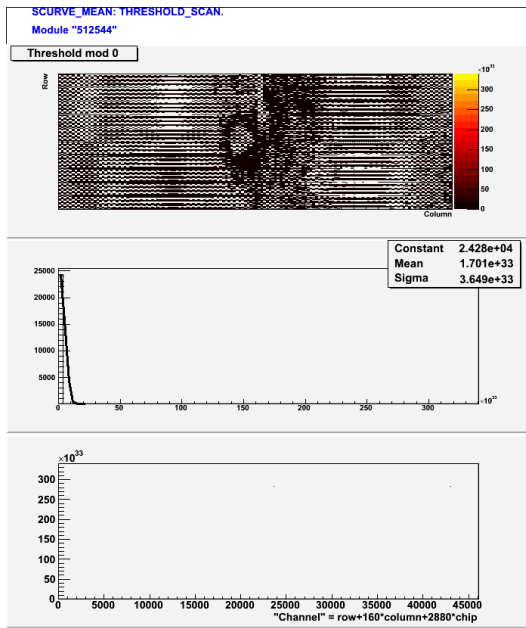 SCURVE_MEAN: THRESHOLD_SCAN.
Module "512544"
Threshold mod 0
×10³³
Row
300
250
200
150
100
50
0
Column
Constant 2.428e+04
Mean 1.701e+33
Sigma 3.649e+33
25000
20000
15000
10000
5000
0 50 100 150 200 250 300
×10³³
×10³³
300
250
200
150
100
50
0
0 5000 10000 15000 20000 25000 30000 35000 40000 45000
"Channel" = row+160*column+2880*chip